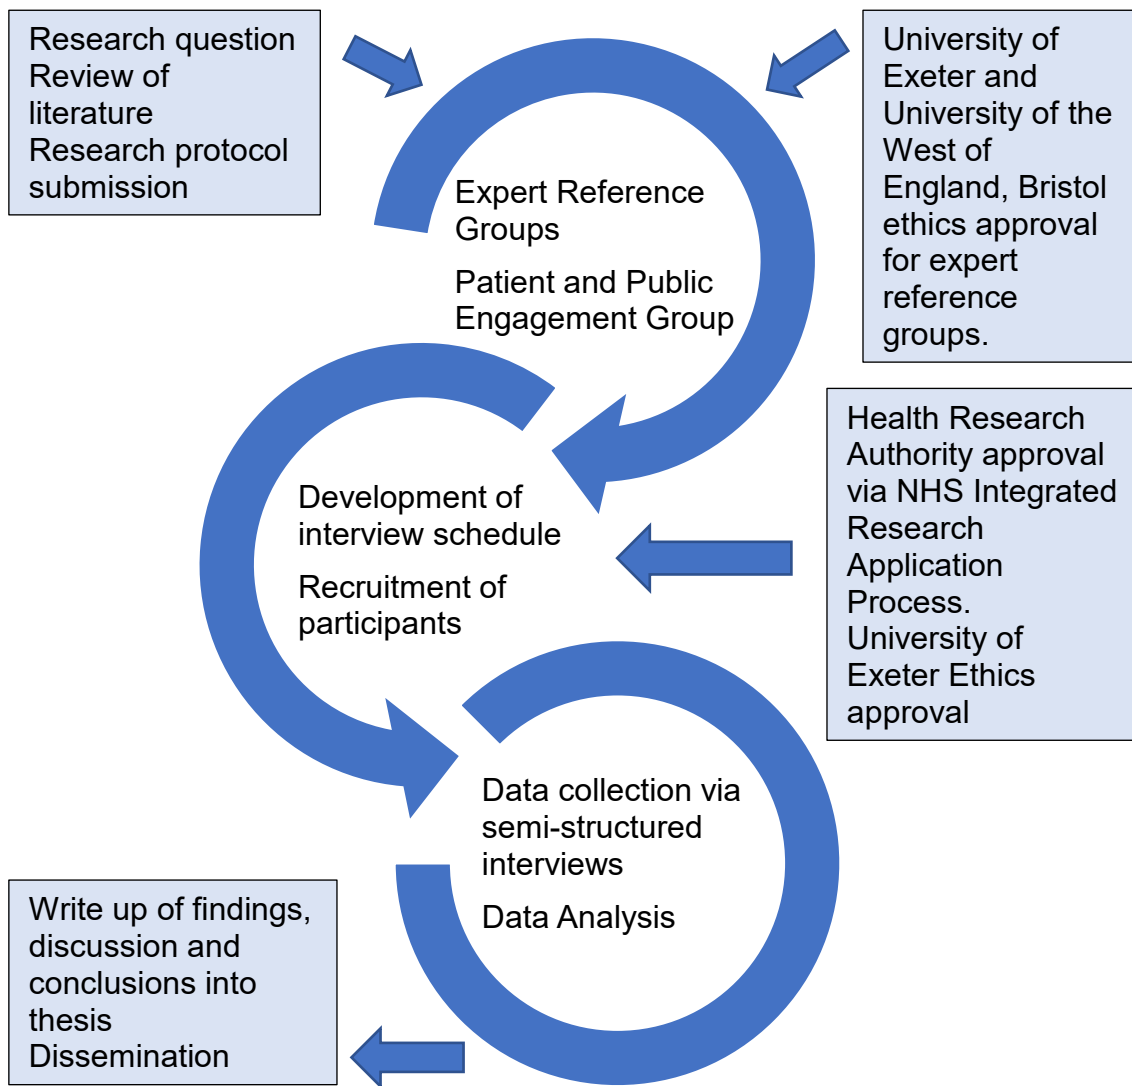 Research question
Review of
literature
Research protocol
submission
University of
Exeter and
University of the
West of
England, Bristol
ethics approval
for expert
reference
groups.
Expert Reference
Groups
Patient and Public
Engagement Group
Health Research
Authority approval
via NHS Integrated
Research
Application
Process.
University of
Exeter Ethics
approval
Development of
interview schedule
Recruitment of
participants
Data collection via
semi-structured
interviews
Data Analysis
Write up of findings,
discussion and
conclusions into
thesis
Dissemination